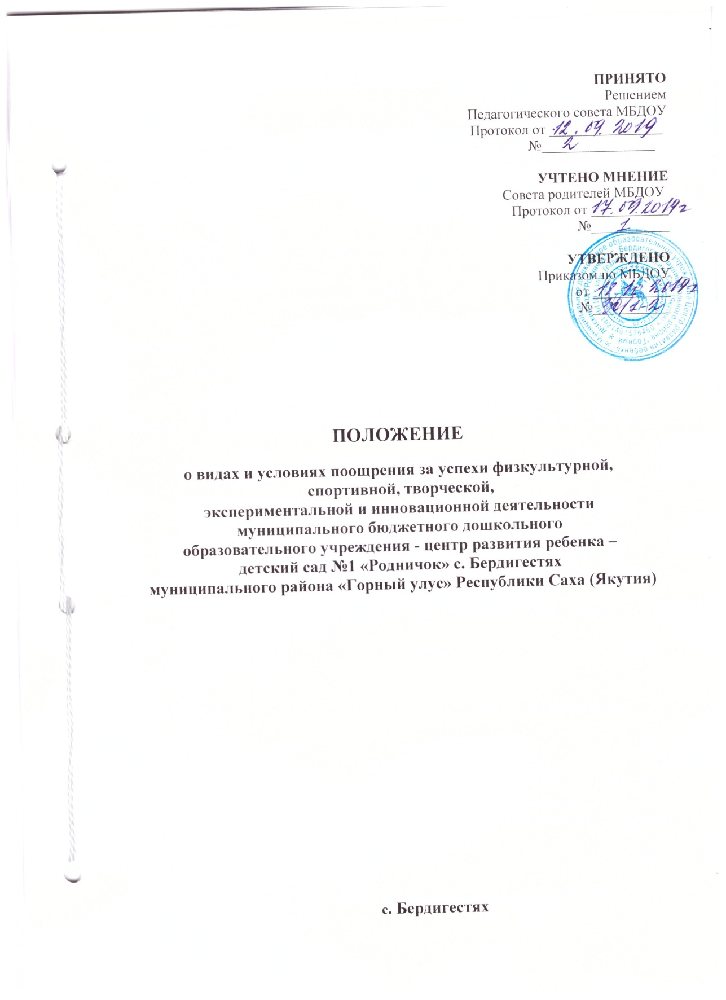 ПРИНЯТО
Решением
Педагогического совета МБДОУ
Протокол от 12.09.2019
№ 2
УЧТЕНО МНЕНИЕ
Совета родителей МБДОУ
Протокол от 17.09.2019г
№ 1
УТВЕРЖДЕНО
Приказом по МБДОУ
от 2019г
№
ПОЛОЖЕНИЕ
о видах и условиях поощрения за успехи физкультурной,
спортивной, творческой,
экспериментальной и инновационной деятельности
муниципального бюджетного дошкольного
образовательного учреждения - центр развития ребенка –
детский сад №1 «Родничок» с. Бердигестях
муниципального района «Горный улус» Республики Саха (Якутия)
с. Бердигестях